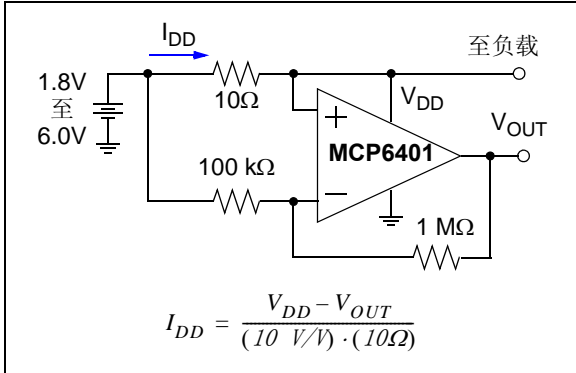 I_DD
至负载
1.8V
至
6.0V
10Ω
V_DD
V_OUT
+
MCP6401
100 kΩ
−
1 MΩ
I_DD = (V_DD – V_OUT) / ((10 V/V) · (10Ω))